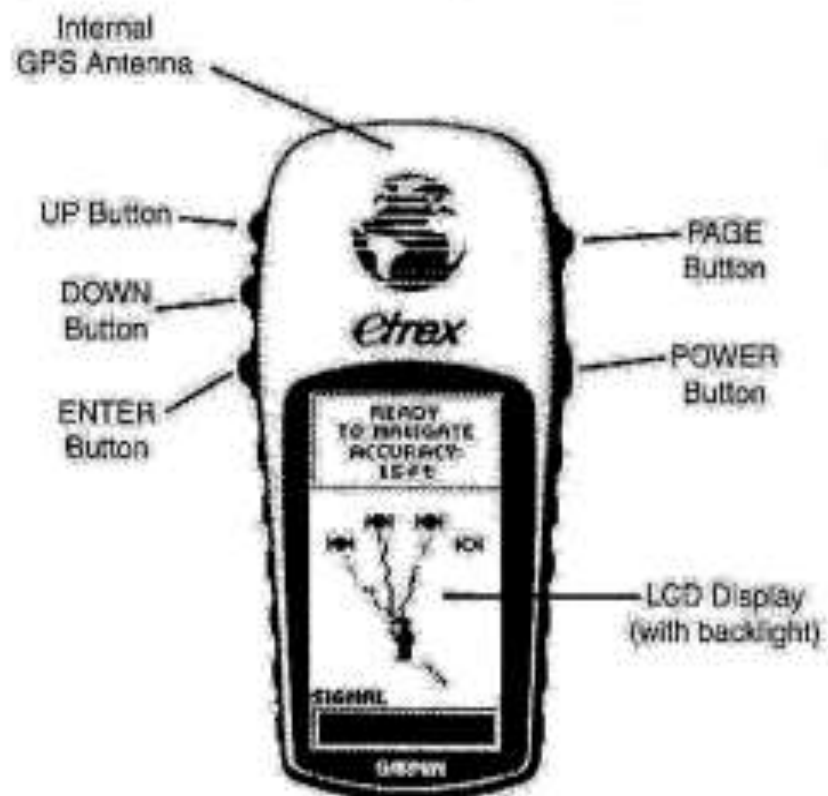 Internal
GPS Antenna
UP Button
DOWN
Button
ENTER
Button
PAGE
Button
POWER
Button
etrex
READY
TO NAVIGATE
ACCURACY:
15ft
LCD Display
(with backlight)
SIGNAL
GARMIN